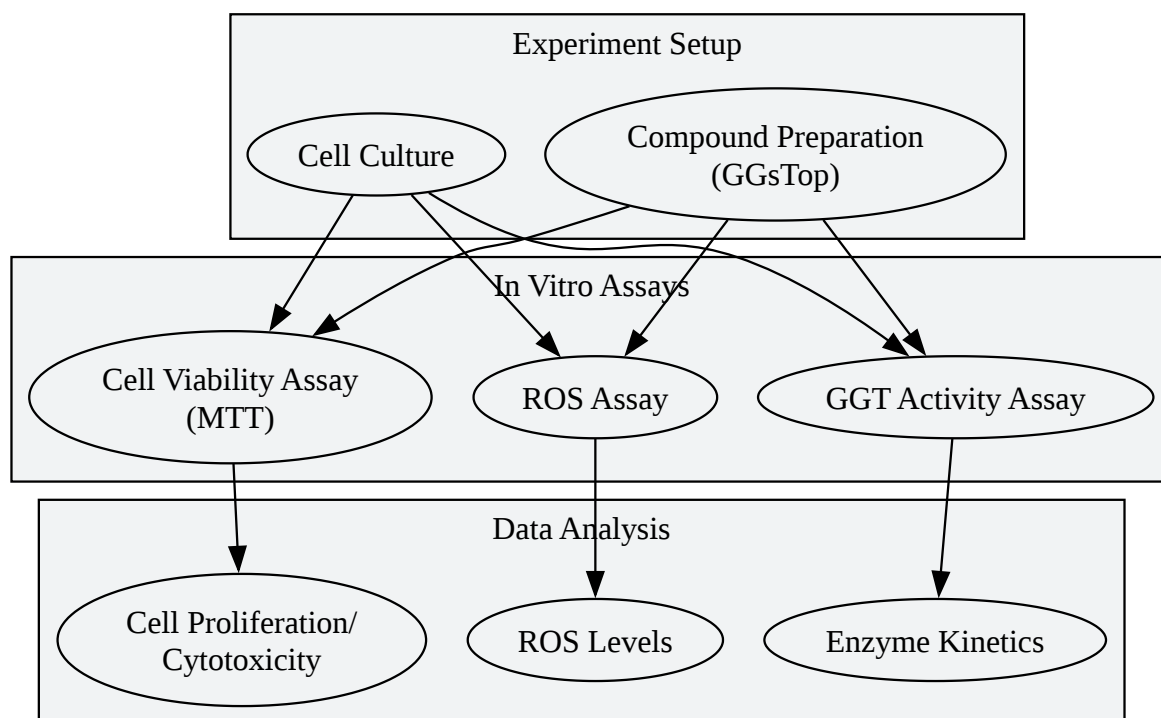 Experiment Setup
Cell Culture
Compound Preparation
(GGsTop)
In Vitro Assays
Cell Viability Assay
(MTT)
ROS Assay
GGT Activity Assay
Data Analysis
Cell Proliferation/
Cytotoxicity
ROS Levels
Enzyme Kinetics